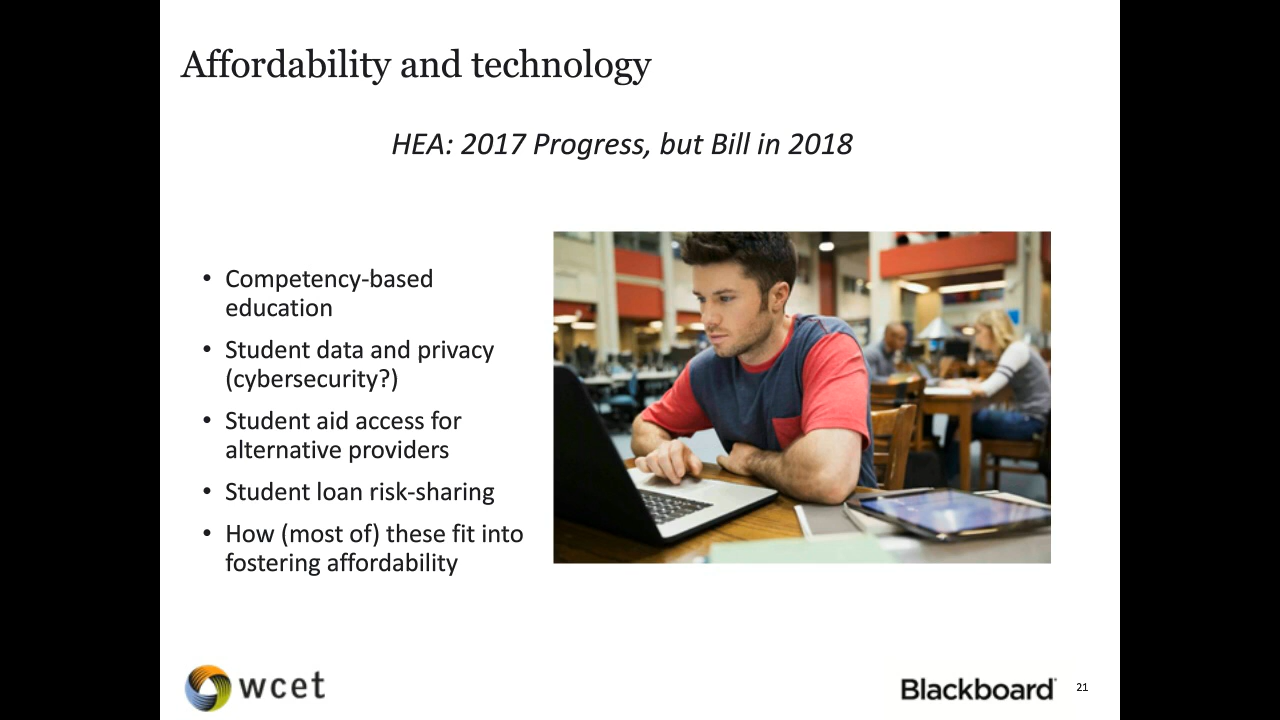 Affordability and technology
HEA: 2017 Progress, but Bill in 2018
• Competency-based
education
• Student data and privacy
(cybersecurity?)
• Student aid access for
alternative providers
• Student loan risk-sharing
• How (most of) these fit into
fostering affordability
wcet
Blackboard
21